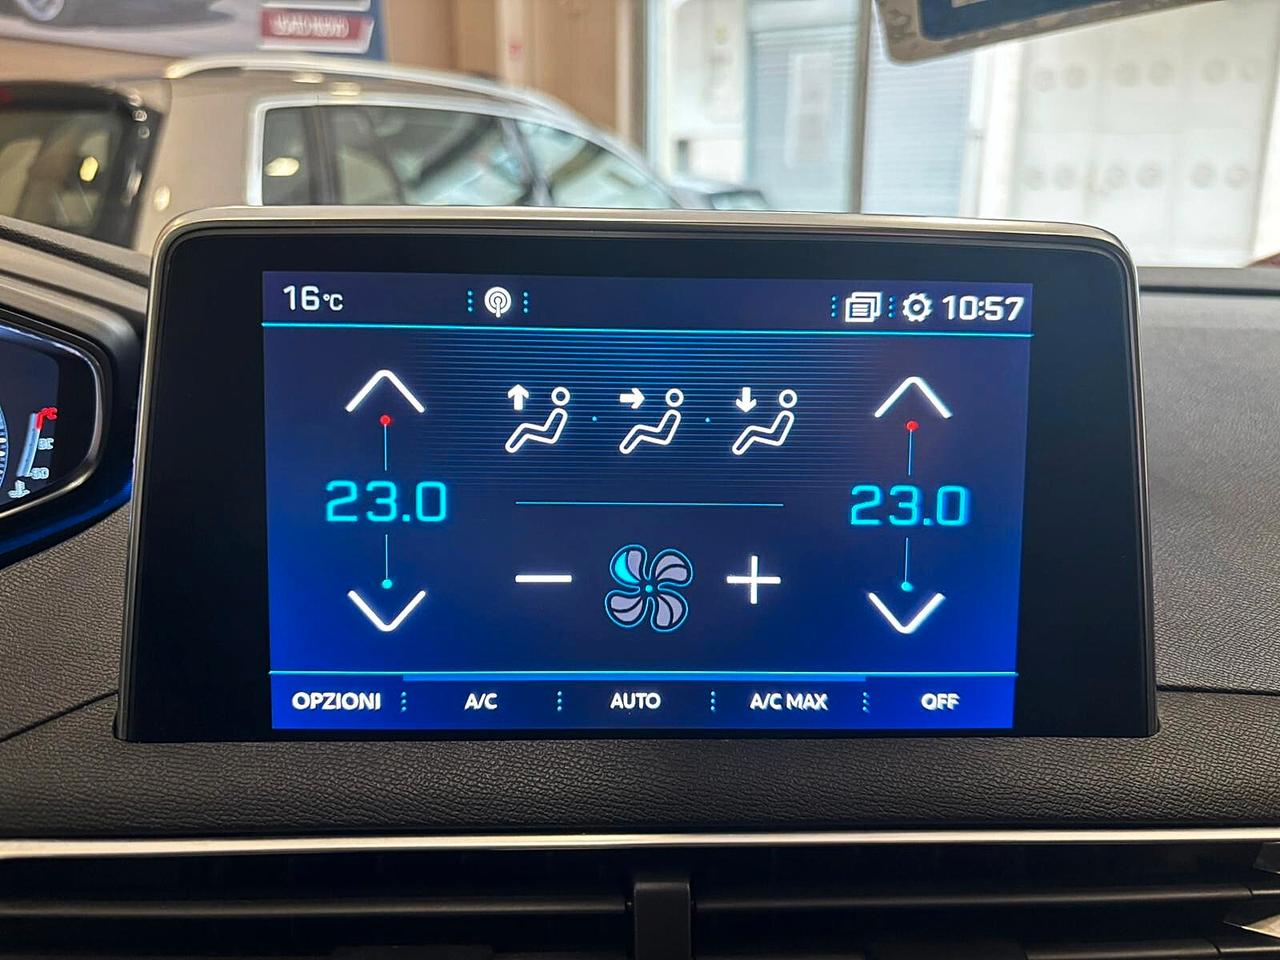 16°C
10:57
23.0
23.0
OPZIONI A/C AUTO A/C MAX OFF
°C